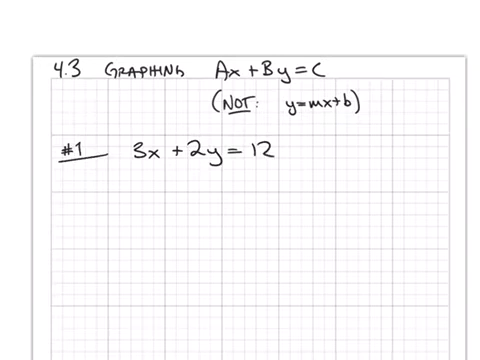 4.3 GRAPHING Ax + By = C
(NOT: y=mx+b)
#1 3x + 2y = 12